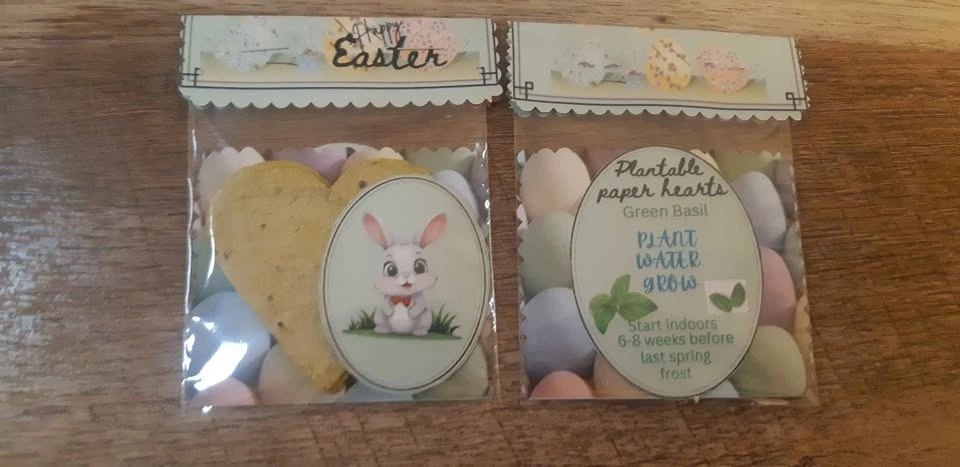 Happy
Easter
Plantable
paper hearts
Green Basil
PLANT
WATER
GROW
Start indoors
6-8 weeks before
last spring
frost